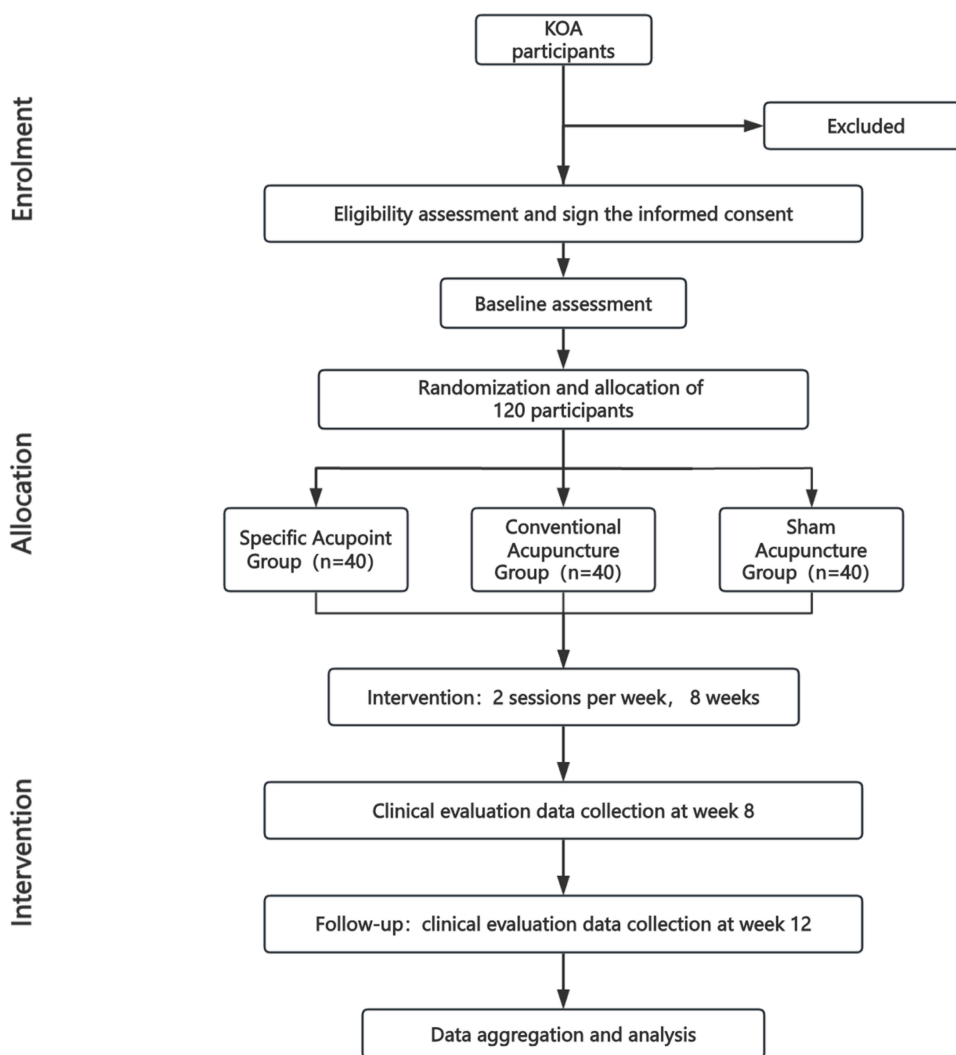 KOA
participants
Excluded
Enrolment
Eligibility assessment and sign the informed consent
Baseline assessment
Randomization and allocation of
120 participants
Allocation
Specific Acupoint
Group（n=40）
Conventional
Acupuncture
Group（n=40）
Sham
Acupuncture
Group（n=40）
Intervention：2 sessions per week， 8 weeks
Intervention
Clinical evaluation data collection at week 8
Follow-up：clinical evaluation data collection at week 12
Data aggregation and analysis